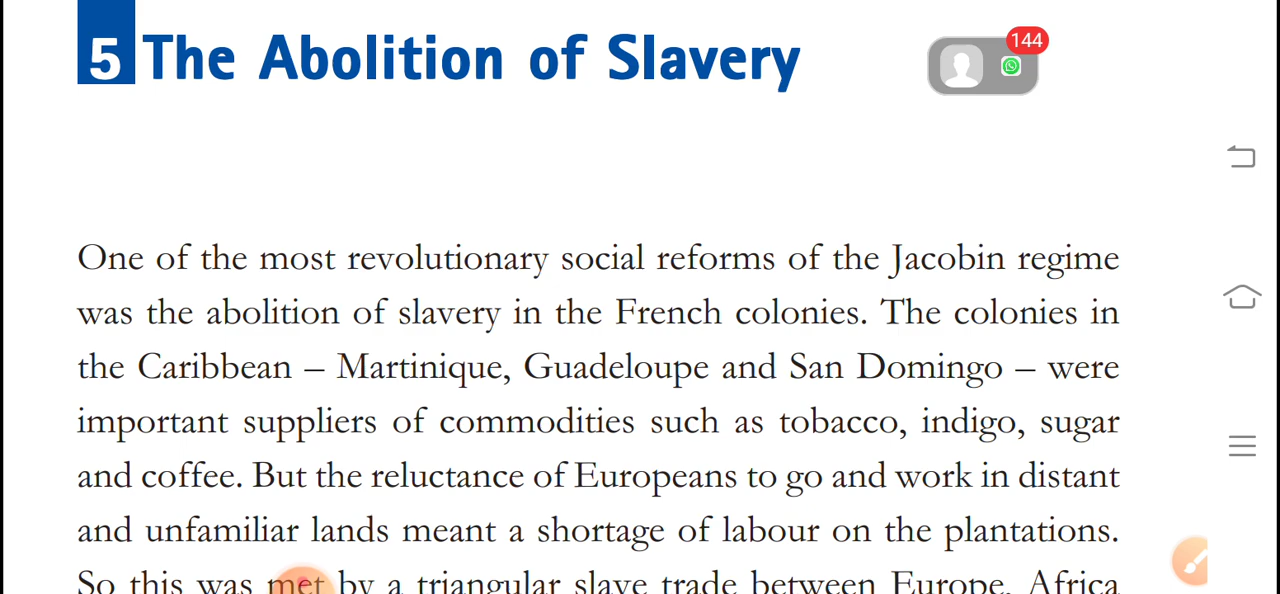 5 The Abolition of Slavery
144
One of the most revolutionary social reforms of the Jacobin regime
was the abolition of slavery in the French colonies. The colonies in
the Caribbean – Martinique, Guadeloupe and San Domingo – were
important suppliers of commodities such as tobacco, indigo, sugar
and coffee. But the reluctance of Europeans to go and work in distant
and unfamiliar lands meant a shortage of labour on the plantations.
So this was met by a triangular slave trade between Europe, Africa